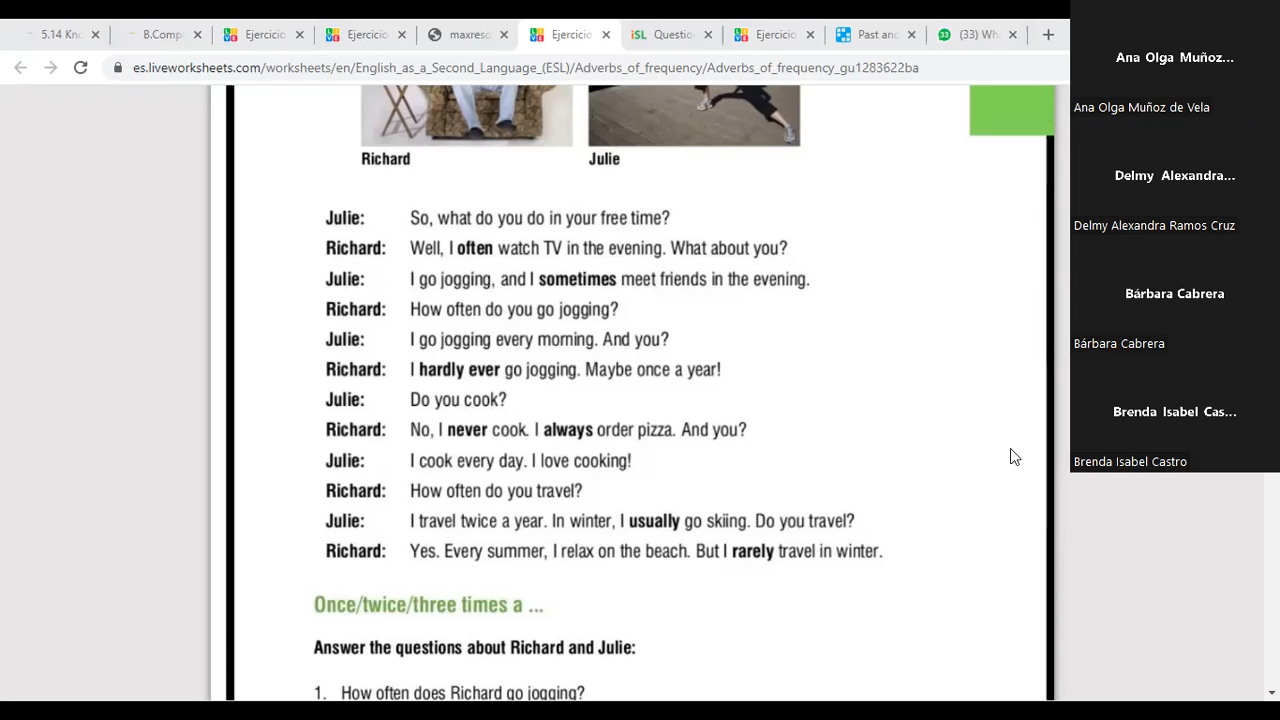 5.14 Kno
D.Compo
Ejercicio
Ejercicio
maxreso
Ejercicio
iSL Questio
Ejercicio
Past and
(33) Wh
es.liveworksheets.com/worksheets/en/English_as_a_Second_Language_(ESL)/Adverbs_of_frequency/Adverbs_of_frequency_gu1283622ba
Richard
Julie
Julie: So, what do you do in your free time?
Richard: Well, I often watch TV in the evening. What about you?
Julie: I go jogging, and I sometimes meet friends in the evening.
Richard: How often do you go jogging?
Julie: I go jogging every morning. And you?
Richard: I hardly ever go jogging. Maybe once a year!
Julie: Do you cook?
Richard: No, I never cook. I always order pizza. And you?
Julie: I cook every day. I love cooking!
Richard: How often do you travel?
Julie: I travel twice a year. In winter, I usually go skiing. Do you travel?
Richard: Yes. Every summer, I relax on the beach. But I rarely travel in winter.
Once/twice/three times a ...
Answer the questions about Richard and Julie:
1. How often does Richard go jogging?
Ana Olga Muñoz...
Ana Olga Muñoz de Vela
Delmy Alexandra...
Delmy Alexandra Ramos Cruz
Bárbara Cabrera
Bárbara Cabrera
Brenda Isabel Cas...
Brenda Isabel Castro